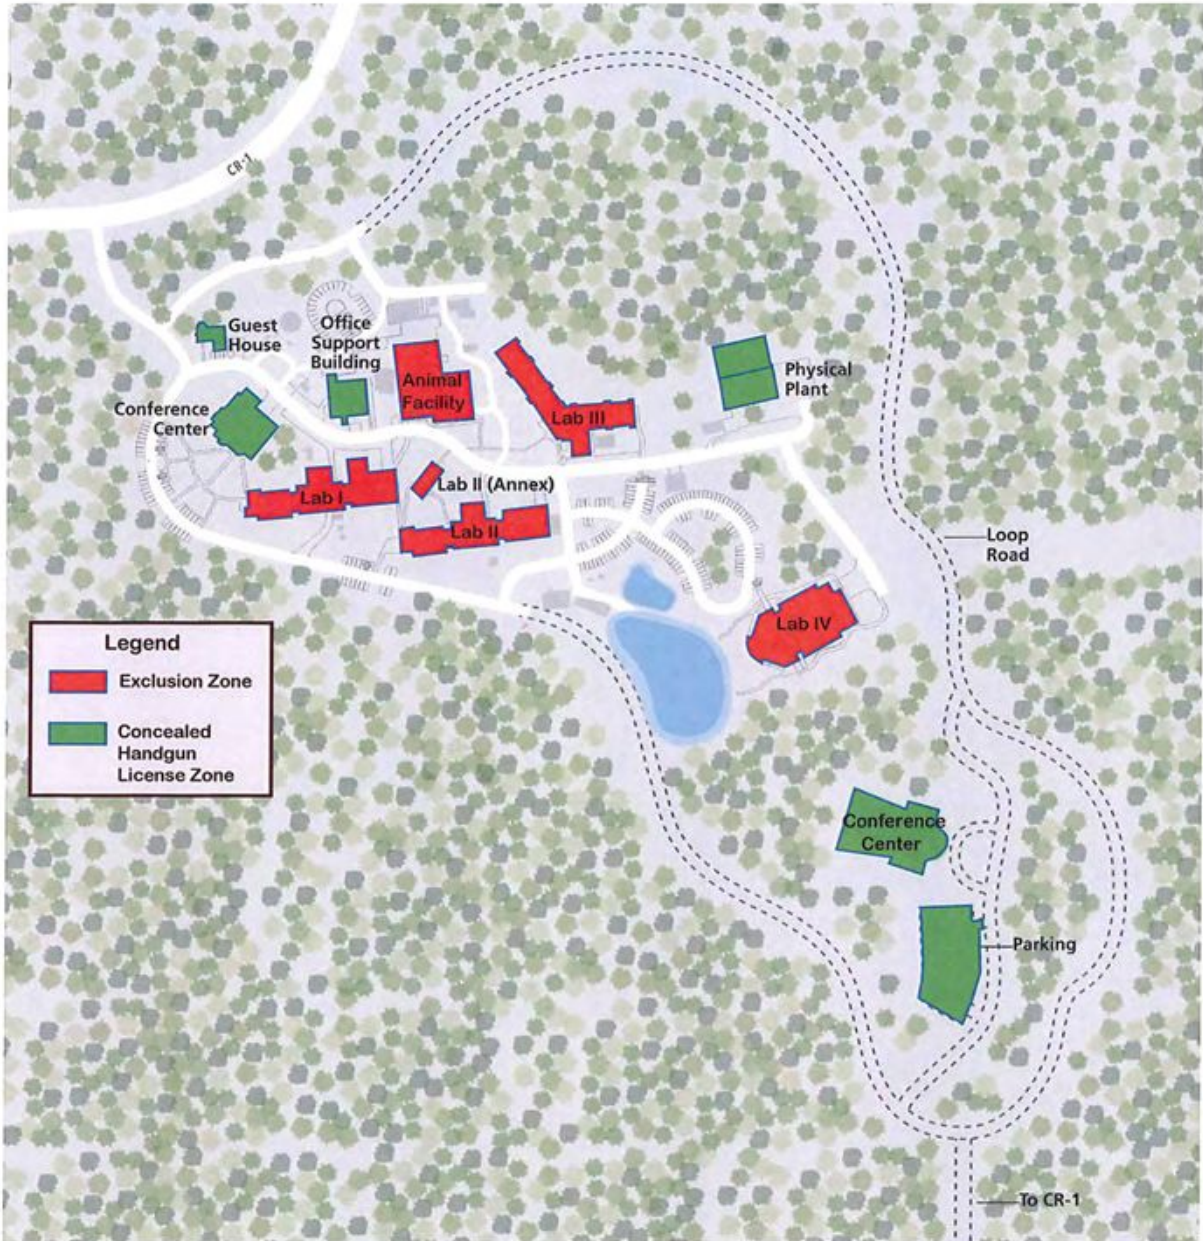 CR-1
Guest
House
Office
Support
Building
Animal
Facility
Lab III
Physical
Plant
Conference
Center
Lab I
Lab II (Annex)
Lab II
Loop
Road
Lab IV
Legend
Exclusion Zone
Concealed
Handgun
License Zone
Conference
Center
Parking
To CR-1